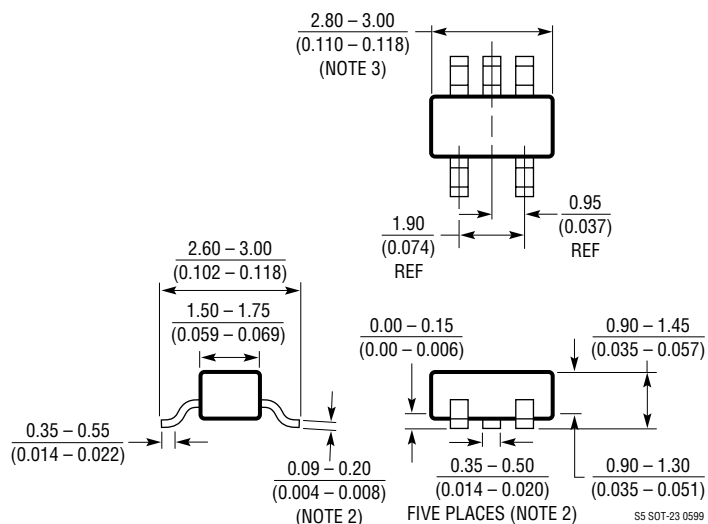 2.80 – 3.00
(0.110 – 0.118)
(NOTE 3)
0.95
(0.037)
REF
1.90
(0.074)
REF
2.60 – 3.00
(0.102 – 0.118)
1.50 – 1.75
(0.059 – 0.069)
0.00 – 0.15
(0.00 – 0.006)
0.90 – 1.45
(0.035 – 0.057)
0.35 – 0.55
(0.014 – 0.022)
0.09 – 0.20
(0.004 – 0.008)
(NOTE 2)
0.35 – 0.50
(0.014 – 0.020)
FIVE PLACES (NOTE 2)
0.90 – 1.30
(0.035 – 0.051)
S5 SOT-23 0599